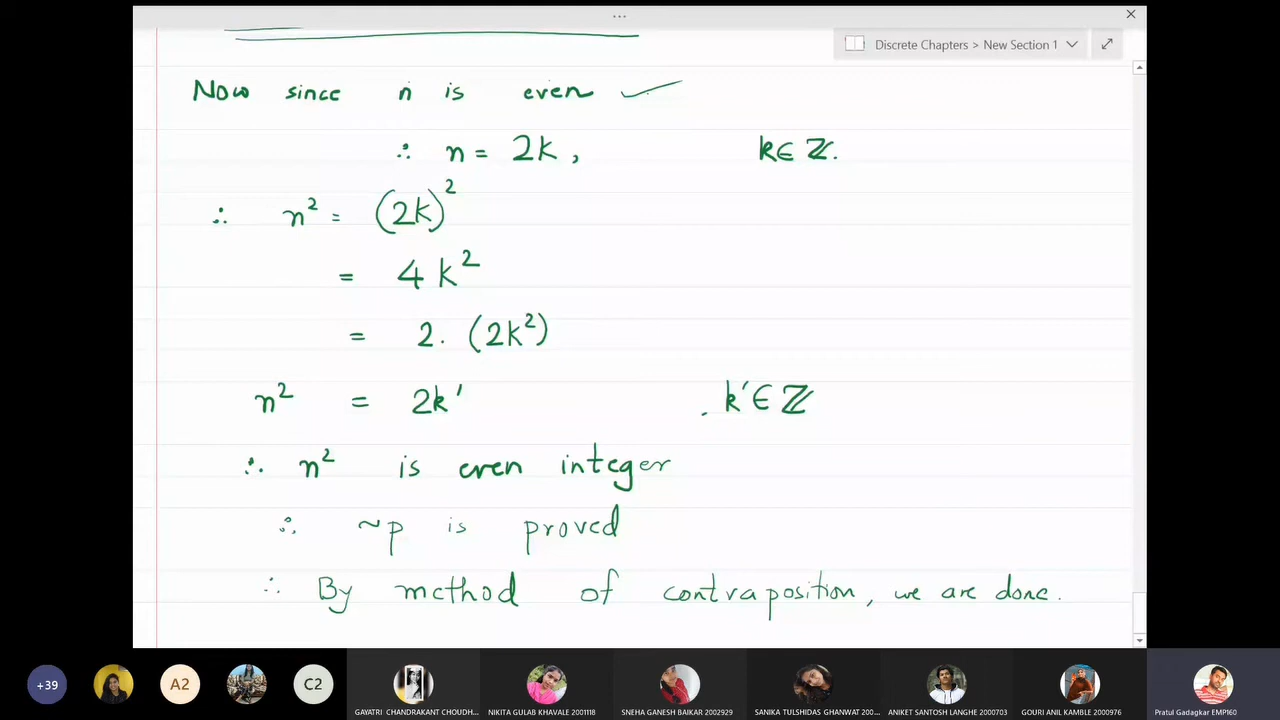 Discrete Chapters > New Section 1
Now since n is even
∴ n = 2k, k ∈ ℤ.
∴ n² = (2k)²
= 4k²
= 2. (2k²)
n² = 2k′ , k′ ∈ ℤ
∴ n² is even integer
∴ ~p is proved
∴ By method of contraposition, we are done.
+39
A2
C2
GAYATRI CHANDRAKANT CHOUDH...
NIKITA GULAB KHAVALE 2001118
SNEHA GANESH BAIKAR 2002929
SANIKA TULSHIDAS GHANWAT 200...
ANIKET SANTOSH LANGHE 2000703
GOURI ANIL KAMBLE 2000976
Pratul Gadagkar EMP160